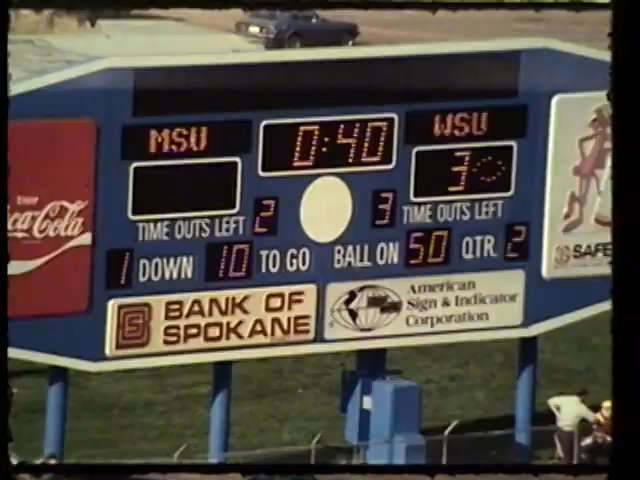 MSU 0:40 WSU
3
TIME OUTS LEFT 2 3 TIME OUTS LEFT
1 DOWN 10 TO GO BALL ON 50 QTR. 2
ENJOY
Coca-Cola
SAFE
BANK OF
SPOKANE
American
Sign & Indicator
Corporation